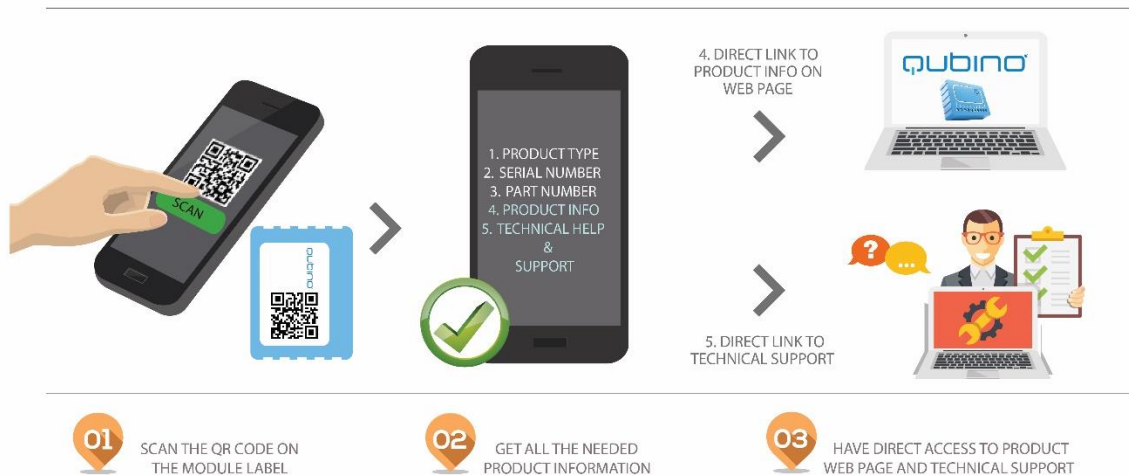 SCAN
qubino
1. PRODUCT TYPE
2. SERIAL NUMBER
3. PART NUMBER
4. PRODUCT INFO
5. TECHNICAL HELP
&
SUPPORT
4. DIRECT LINK TO
PRODUCT INFO ON
WEB PAGE
qubino
?
...
5. DIRECT LINK TO
TECHNICAL SUPPORT
01
SCAN THE QR CODE ON
THE MODULE LABEL
02
GET ALL THE NEEDED
PRODUCT INFORMATION
03
HAVE DIRECT ACCESS TO PRODUCT
WEB PAGE AND TECHNICAL SUPPORT